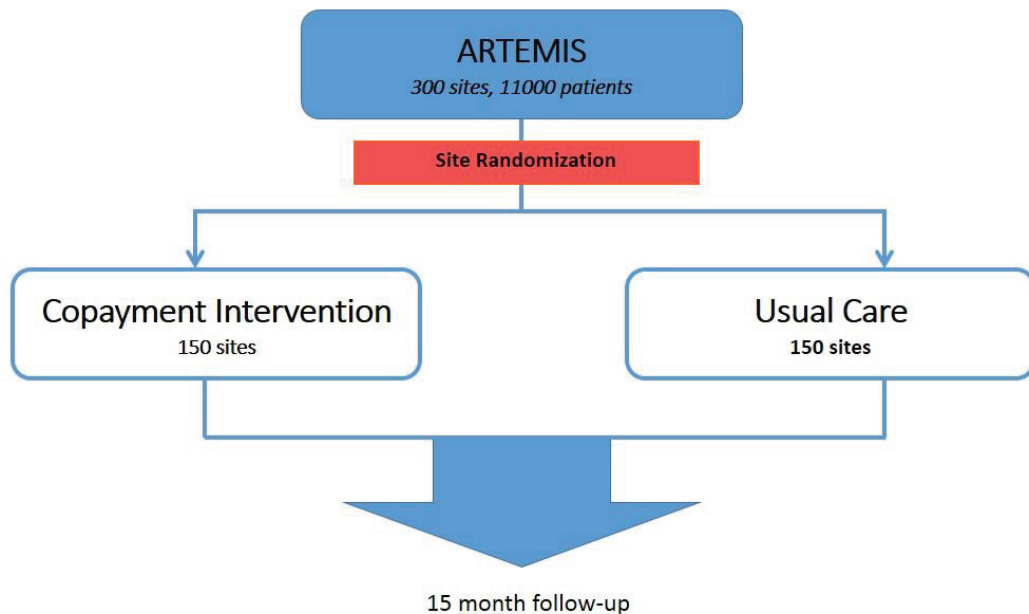 ARTEMIS
300 sites, 11000 patients
Site Randomization
Copayment Intervention
150 sites
Usual Care
150 sites
15 month follow-up